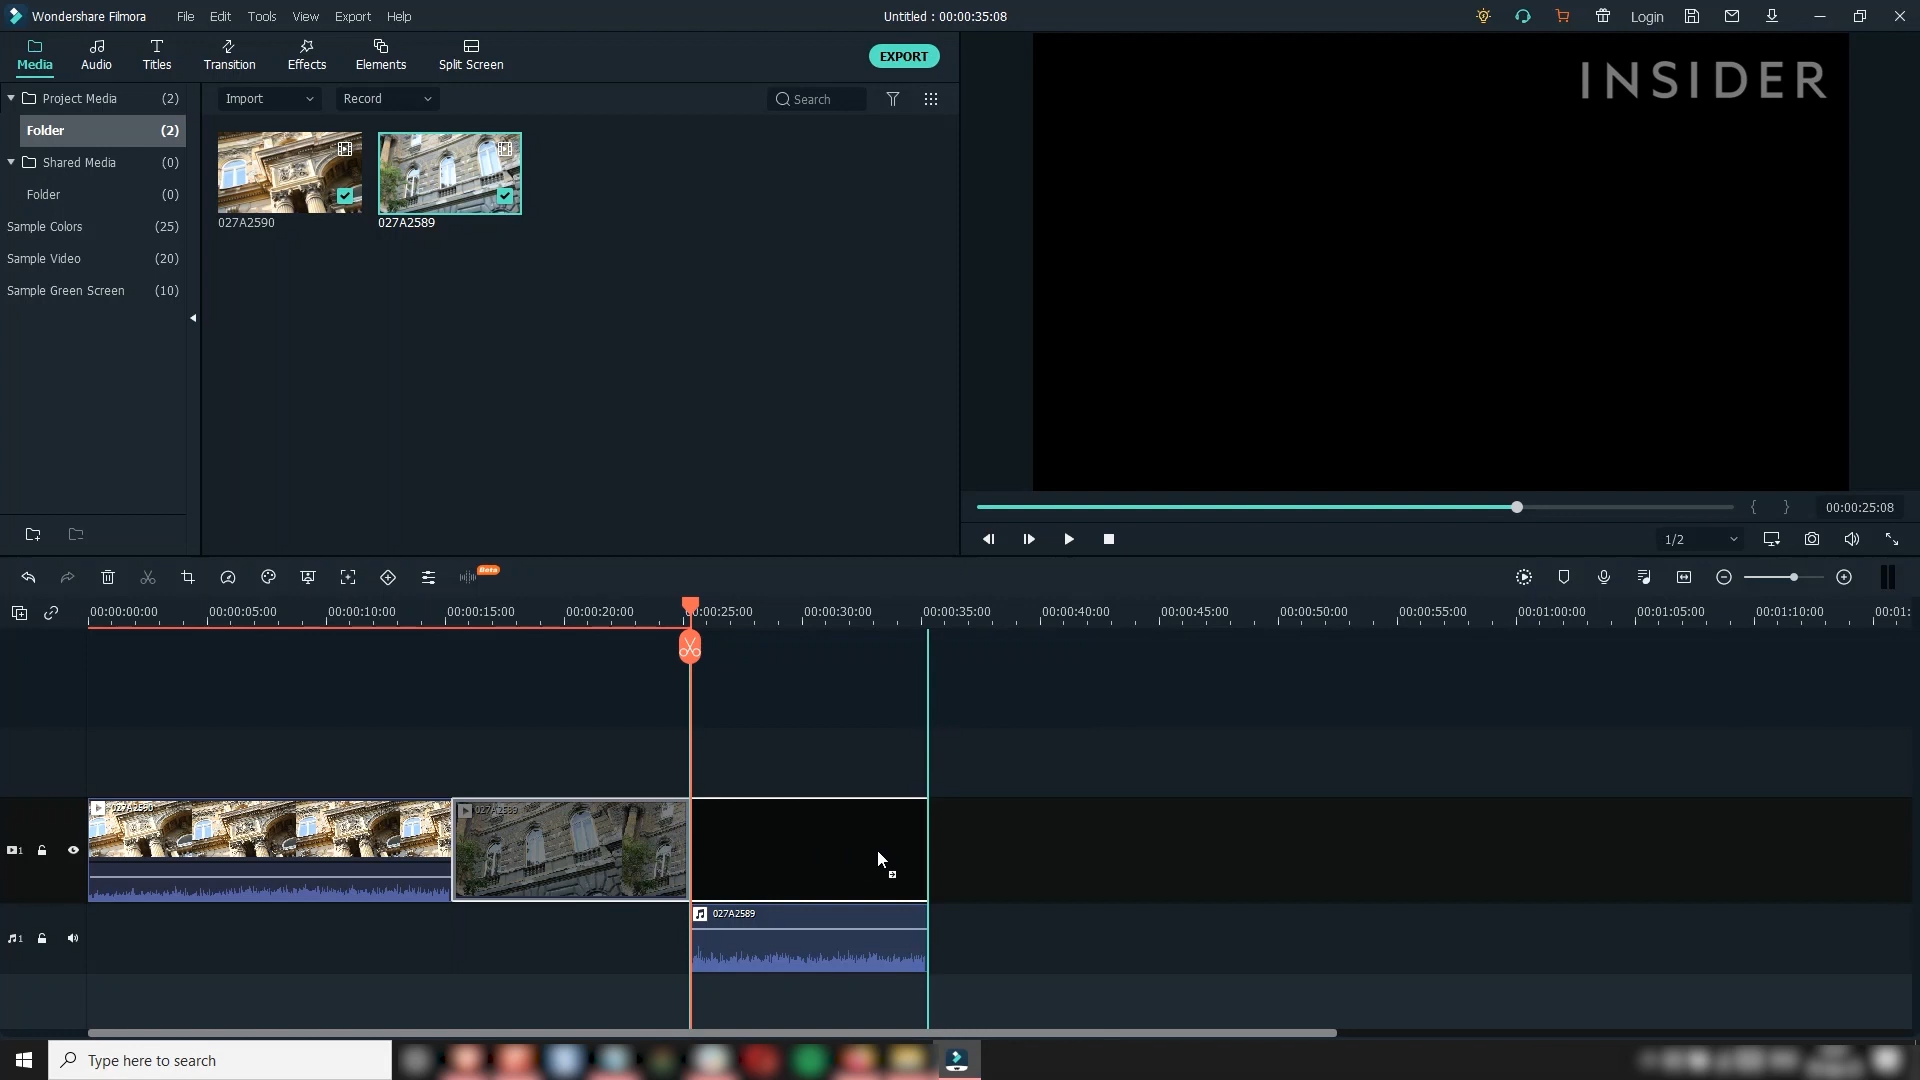 Wondershare Filmora File Edit Tools View Export Help Untitled : 00:00:35:08 Login
Media Audio Titles Transition Effects Elements Split Screen EXPORT
INSIDER
Project Media (2) Import Record Search
Folder (2)
Shared Media (0)
Folder (0)
027A2590 027A2589
Sample Colors (25)
Sample Video (20)
Sample Green Screen (10)
{ } 00:00:25:08
1/2
Beta
00:00:00:00 00:00:05:00 00:00:10:00 00:00:15:00 00:00:20:00 00:00:25:00 00:00:30:00 00:00:35:00 00:00:40:00 00:00:45:00 00:00:50:00 00:00:55:00 00:01:00:00 00:01:05:00 00:01:10:00 00:01:
027A2590 027A2589
1
027A2589
1
Type here to search